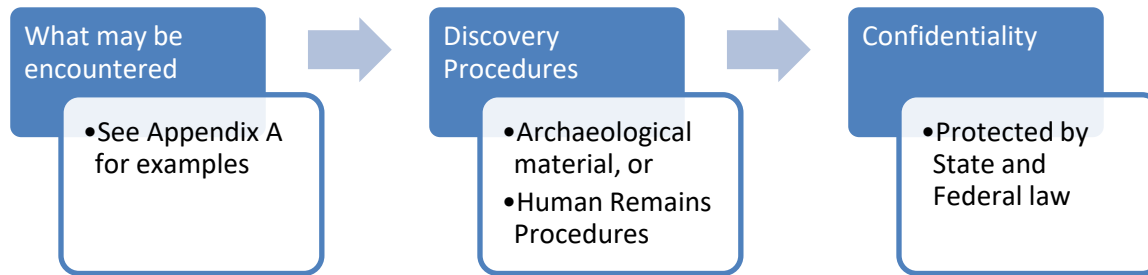 What may be
encountered
•See Appendix A
for examples
Discovery
Procedures
•Archaeological
material, or
•Human Remains
Procedures
Confidentiality
•Protected by
State and
Federal law